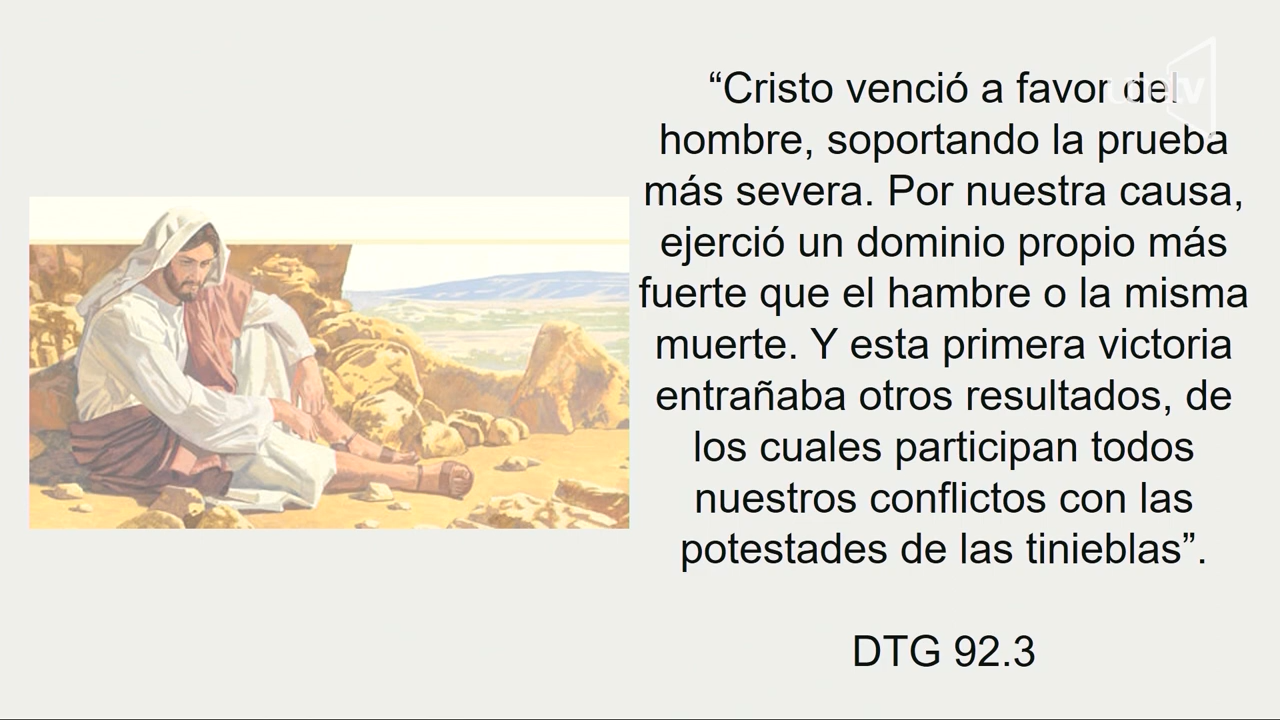 “Cristo venció a favor del
hombre, soportando la prueba
más severa. Por nuestra causa,
ejerció un dominio propio más
fuerte que el hambre o la misma
muerte. Y esta primera victoria
entrañaba otros resultados, de
los cuales participan todos
nuestros conflictos con las
potestades de las tinieblas”.
DTG 92.3